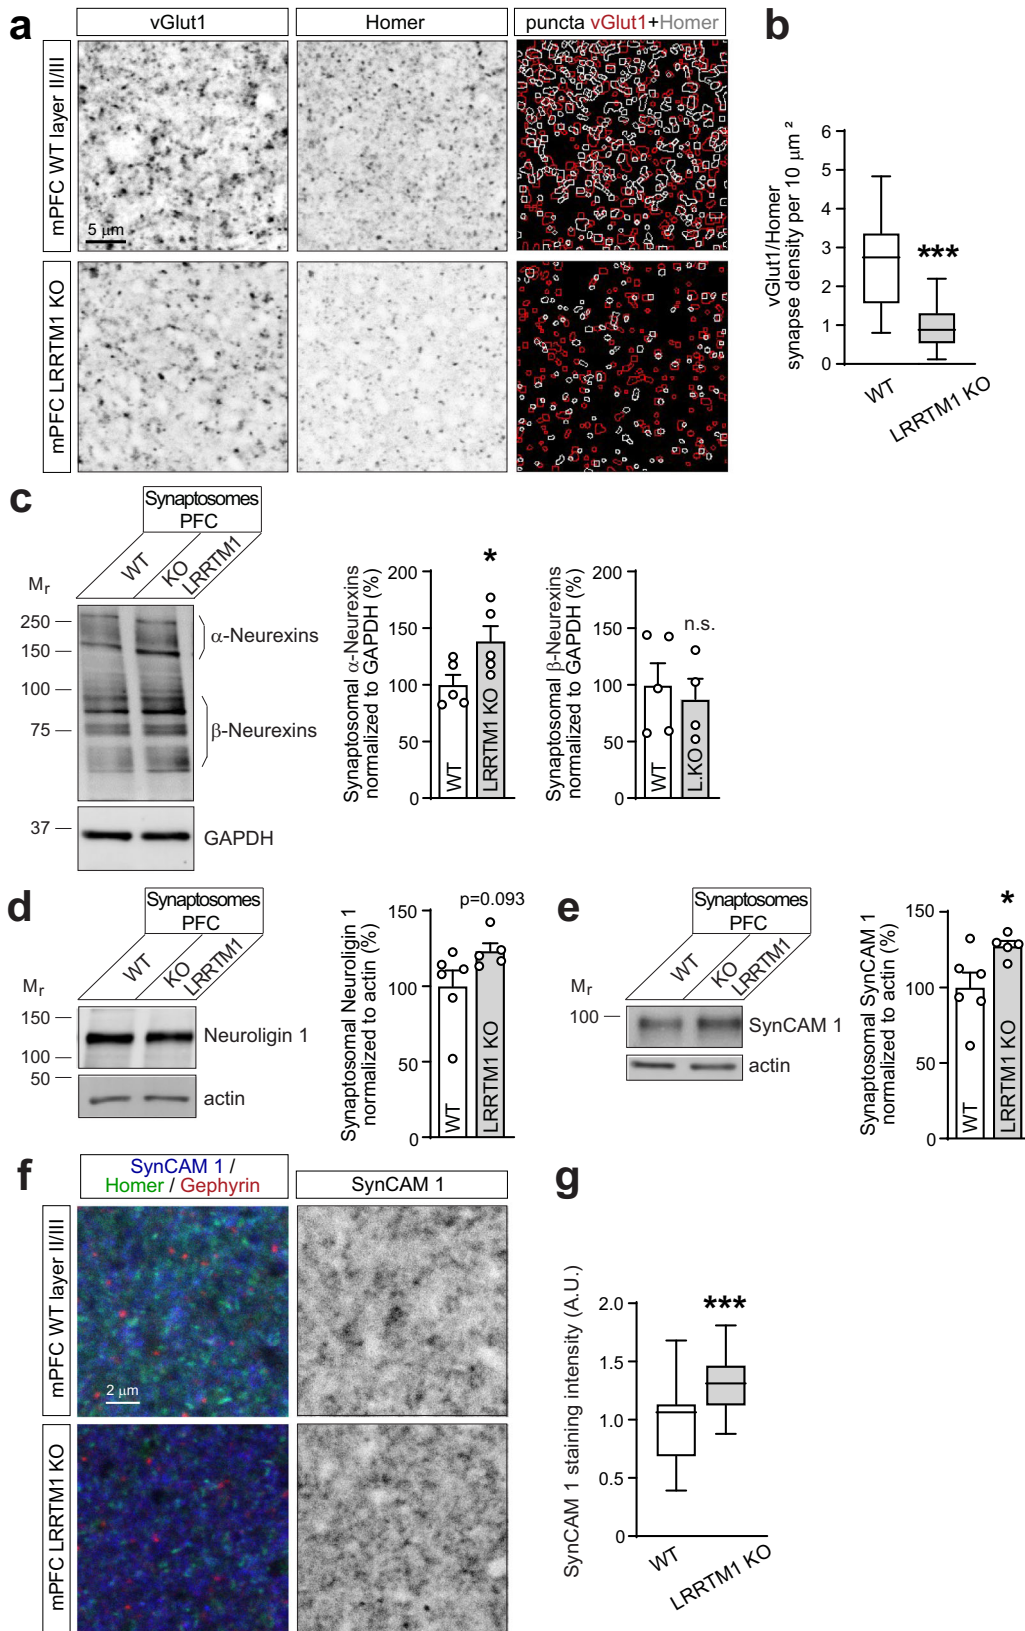 a
vGlut1
Homer
puncta vGlut1+Homer
mPFC WT layer II/III
5 µm
mPFC LRRTM1 KO
b
vGlut1/Homer
synapse density per 10 µm ²
6
5
4
3
2
1
0
***
WT
LRRTM1 KO
c
Synaptosomes
PFC
WT
KO
LRRTM1
Mr
250
150
100
75
37
α-Neurexins
β-Neurexins
GAPDH
Synaptosomal α-Neurexins
normalized to GAPDH (%)
200
150
100
50
0
*
WT
LRRTM1 KO
Synaptosomal β-Neurexins
normalized to GAPDH (%)
200
150
100
50
0
n.s.
WT
L.KO
d
Synaptosomes
PFC
WT
KO
LRRTM1
Mr
150
100
50
Neuroligin 1
actin
Synaptosomal Neuroligin 1
normalized to actin (%)
150
100
50
0
p=0.093
WT
LRRTM1 KO
e
Synaptosomes
PFC
WT
KO
LRRTM1
Mr
100
SynCAM 1
actin
Synaptosomal SynCAM 1
normalized to actin (%)
150
100
50
0
*
WT
LRRTM1 KO
f
SynCAM 1 /
Homer / Gephyrin
SynCAM 1
mPFC WT layer II/III
2 µm
mPFC LRRTM1 KO
g
SynCAM 1 staining intensity (A.U.)
2.0
1.5
1.0
0.5
0
***
WT
LRRTM1 KO